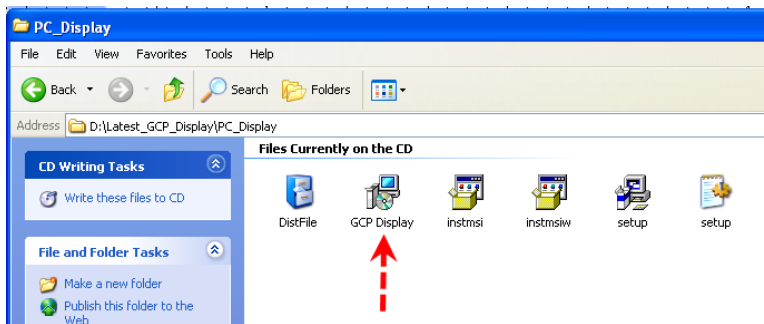 PC_Display
File Edit View Favorites Tools Help
Back Search Folders
Address D:\Latest_GCP_Display\PC_Display
Files Currently on the CD
CD Writing Tasks
Write these files to CD
DistFile GCP Display instmsi instmsiw setup setup
File and Folder Tasks
Make a new folder
Publish this folder to the
Web